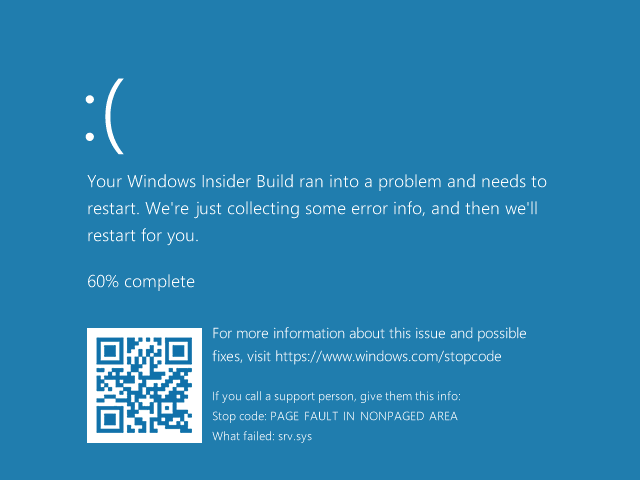 :(
Your Windows Insider Build ran into a problem and needs to
restart. We're just collecting some error info, and then we'll
restart for you.
60% complete
For more information about this issue and possible
fixes, visit https://www.windows.com/stopcode
If you call a support person, give them this info:
Stop code: PAGE FAULT IN NONPAGED AREA
What failed: srv.sys